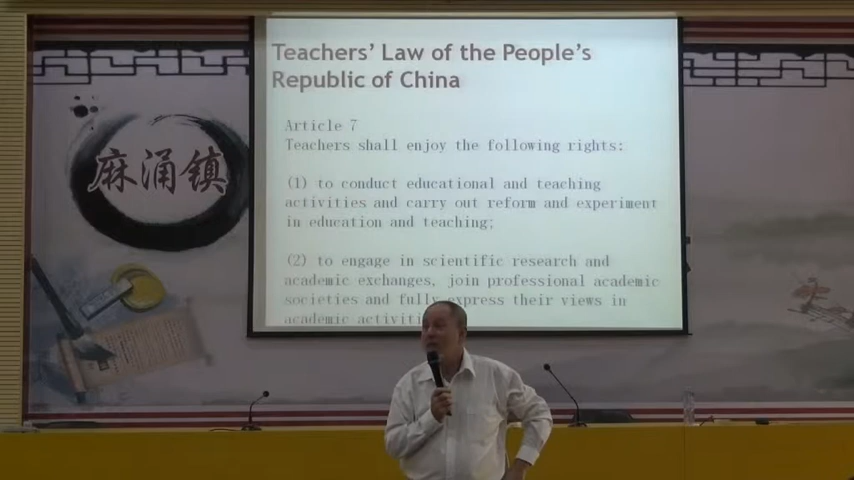 Teachers' Law of the People's
Republic of China
Article 7
Teachers shall enjoy the following rights:
(1) to conduct educational and teaching
activities and carry out reform and experiment
in education and teaching;
(2) to engage in scientific research and
academic exchanges, join professional academic
societies and fully express their views in
academic
麻涌镇